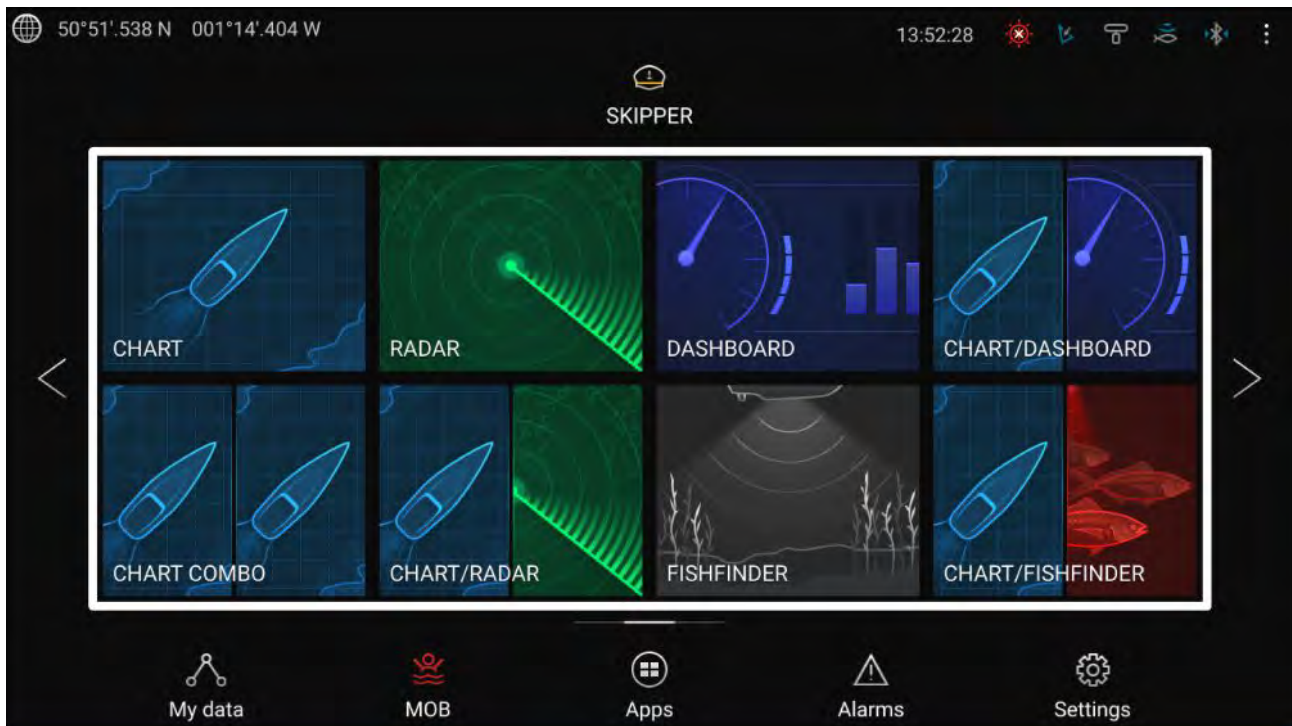 50°51'.538 N 001°14'.404 W
13:52:28
SKIPPER
CHART
RADAR
DASHBOARD
CHART/DASHBOARD
CHART COMBO
CHART/RADAR
FISHFINDER
CHART/FISHFINDER
My data
MOB
Apps
Alarms
Settings